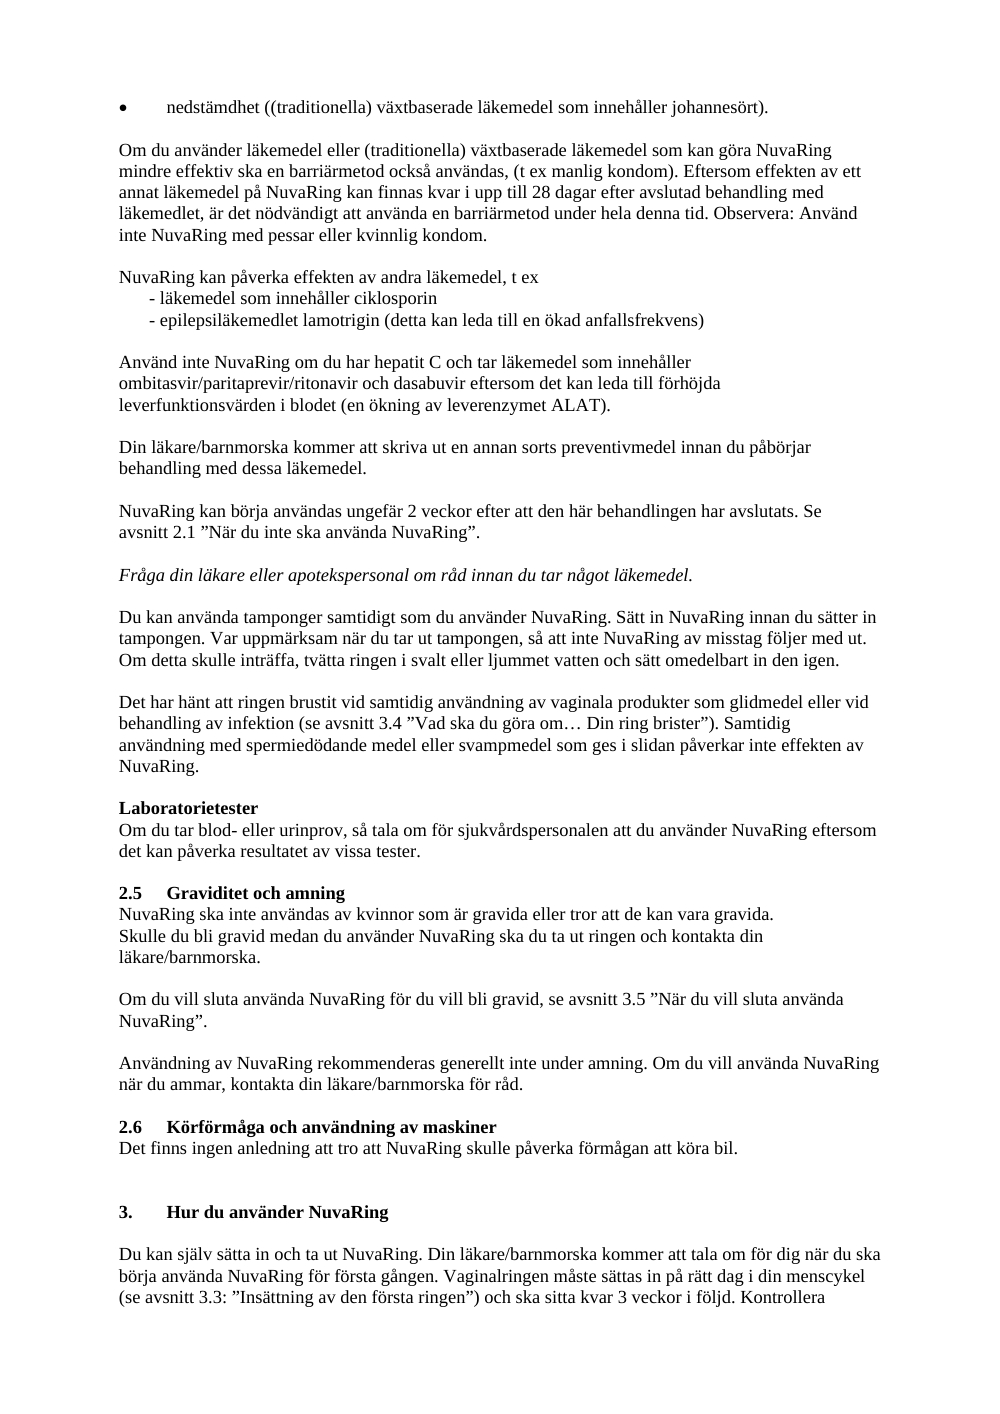 • nedstämdhet ((traditionella) växtbaserade läkemedel som innehåller johannesört).
Om du använder läkemedel eller (traditionella) växtbaserade läkemedel som kan göra NuvaRing
mindre effektiv ska en barriärmetod också användas, (t ex manlig kondom). Eftersom effekten av ett
annat läkemedel på NuvaRing kan finnas kvar i upp till 28 dagar efter avslutad behandling med
läkemedlet, är det nödvändigt att använda en barriärmetod under hela denna tid. Observera: Använd
inte NuvaRing med pessar eller kvinnlig kondom.
NuvaRing kan påverka effekten av andra läkemedel, t ex
- läkemedel som innehåller ciklosporin
- epilepsiläkemedlet lamotrigin (detta kan leda till en ökad anfallsfrekvens)
Använd inte NuvaRing om du har hepatit C och tar läkemedel som innehåller
ombitasvir/paritaprevir/ritonavir och dasabuvir eftersom det kan leda till förhöjda
leverfunktionsvärden i blodet (en ökning av leverenzymet ALAT).
Din läkare/barnmorska kommer att skriva ut en annan sorts preventivmedel innan du påbörjar
behandling med dessa läkemedel.
NuvaRing kan börja användas ungefär 2 veckor efter att den här behandlingen har avslutats. Se
avsnitt 2.1 ”När du inte ska använda NuvaRing”.
Fråga din läkare eller apotekspersonal om råd innan du tar något läkemedel.
Du kan använda tamponger samtidigt som du använder NuvaRing. Sätt in NuvaRing innan du sätter in
tampongen. Var uppmärksam när du tar ut tampongen, så att inte NuvaRing av misstag följer med ut.
Om detta skulle inträffa, tvätta ringen i svalt eller ljummet vatten och sätt omedelbart in den igen.
Det har hänt att ringen brustit vid samtidig användning av vaginala produkter som glidmedel eller vid
behandling av infektion (se avsnitt 3.4 ”Vad ska du göra om… Din ring brister”). Samtidig
användning med spermiedödande medel eller svampmedel som ges i slidan påverkar inte effekten av
NuvaRing.
Laboratorietester
Om du tar blod- eller urinprov, så tala om för sjukvårdspersonalen att du använder NuvaRing eftersom
det kan påverka resultatet av vissa tester.
2.5 Graviditet och amning
NuvaRing ska inte användas av kvinnor som är gravida eller tror att de kan vara gravida.
Skulle du bli gravid medan du använder NuvaRing ska du ta ut ringen och kontakta din
läkare/barnmorska.
Om du vill sluta använda NuvaRing för du vill bli gravid, se avsnitt 3.5 ”När du vill sluta använda
NuvaRing”.
Användning av NuvaRing rekommenderas generellt inte under amning. Om du vill använda NuvaRing
när du ammar, kontakta din läkare/barnmorska för råd.
2.6 Körförmåga och användning av maskiner
Det finns ingen anledning att tro att NuvaRing skulle påverka förmågan att köra bil.
3. Hur du använder NuvaRing
Du kan själv sätta in och ta ut NuvaRing. Din läkare/barnmorska kommer att tala om för dig när du ska
börja använda NuvaRing för första gången. Vaginalringen måste sättas in på rätt dag i din menscykel
(se avsnitt 3.3: ”Insättning av den första ringen”) och ska sitta kvar 3 veckor i följd. Kontrollera